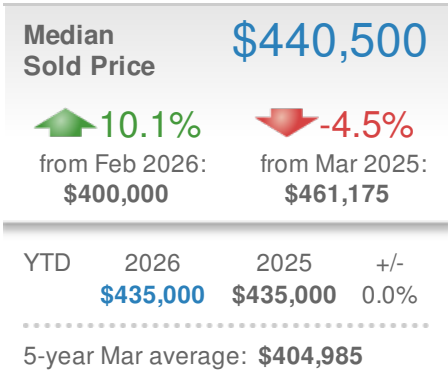 Median $440,500
Sold Price
10.1% -4.5%
from Feb 2026: from Mar 2025:
$400,000 $461,175
YTD 2026 2025 +/-
$435,000 $435,000 0.0%
5-year Mar average: $404,985